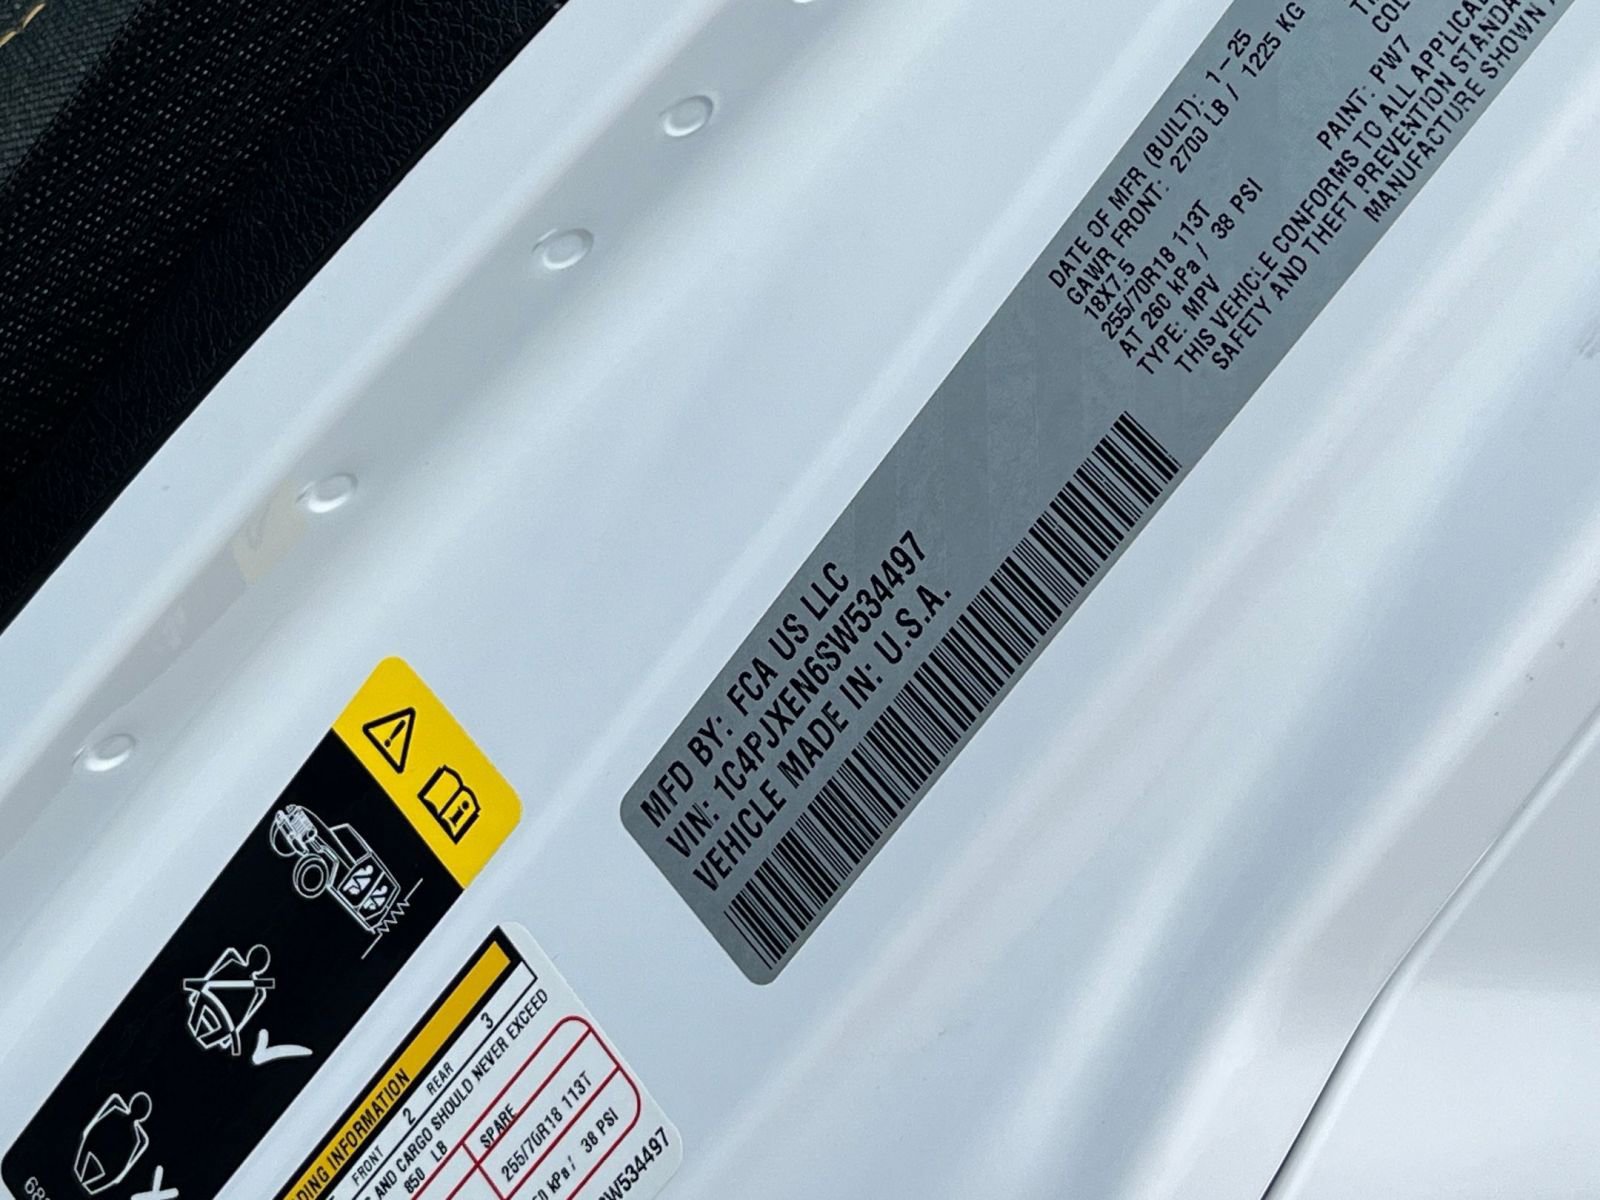 MFD BY: FCA US LLC
VIN: 1C4PJXEN6SW534497
VEHICLE MADE IN: U.S.A.
DATE OF MFR (BUILT): 1-25
GAWR FRONT: 2700 LB / 1225 KG
18X7.5
255/70R18 113T
AT 260 kPa / 38 PSI
TYPE: MPV
PAINT: PW7
THIS VEHICLE CONFORMS TO ALL
SAFETY AND THEFT PREVENTION
MANUFACTURE SHOWN
INFORMATION
FRONT 2 REAR 3
AND CARGO SHOULD NEVER EXCEED
850 LB
SPARE
255/70R18 113T
kPa / 38 PSI
W534497